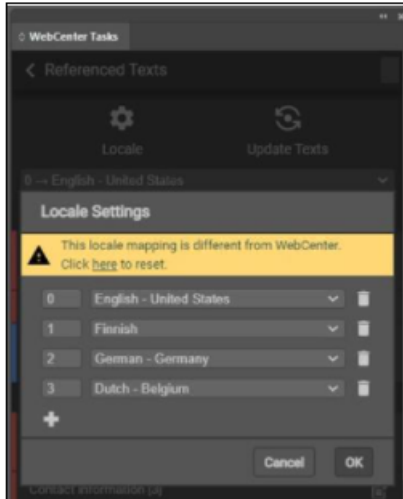 WebCenter Tasks
Referenced Texts
Locale Update Texts
0 → English - United States
Locale Settings
This locale mapping is different from WebCenter.
Click here to reset.
0 English - United States
1 Finnish
2 German - Germany
3 Dutch - Belgium
Cancel OK
Contact Information (3)